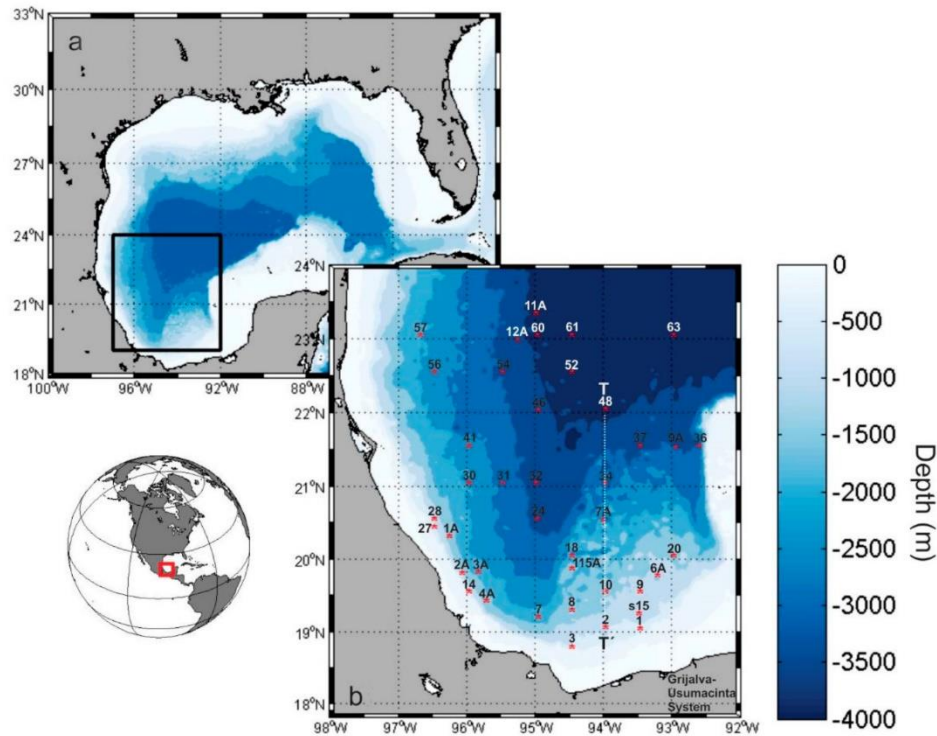 a
33°N
30°N
27°N
24°N
21°N
18°N
100°W 96°W 92°W 88°W
b
24°N
23°N
22°N
21°N
20°N
19°N
18°N
98°W 97°W 96°W 95°W 94°W 93°W 92°W
11A
57 12A 60 61 63
56 54 52
T
46 48
41 37 9A 36
30 31 32 34
28 24 7A
27 1A
18 20
2A 3A 115A 6A
14 4A 10 9
7 8 s15
2 1
3 T´
Grijalva-
Usumacinta
System
0
-500
-1000
-1500
-2000
-2500
-3000
-3500
-4000
Depth (m)